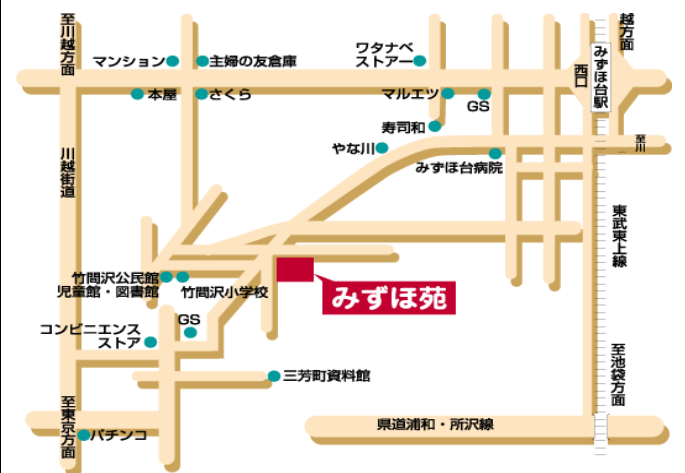 至川越方面
越方面
マンション
主婦の友倉庫
ワタナベ
ストアー
みずほ台駅
西口
本屋
さくら
マルエツ
GS
寿司和
やな川
みずほ台病院
至川
川越街道
東武東上線
竹間沢公民館
児童館・図書館
竹間沢小学校
みずほ苑
GS
コンビニエンス
ストア
三芳町資料館
至池袋方面
至東京方面
パチンコ
県道浦和・所沢線